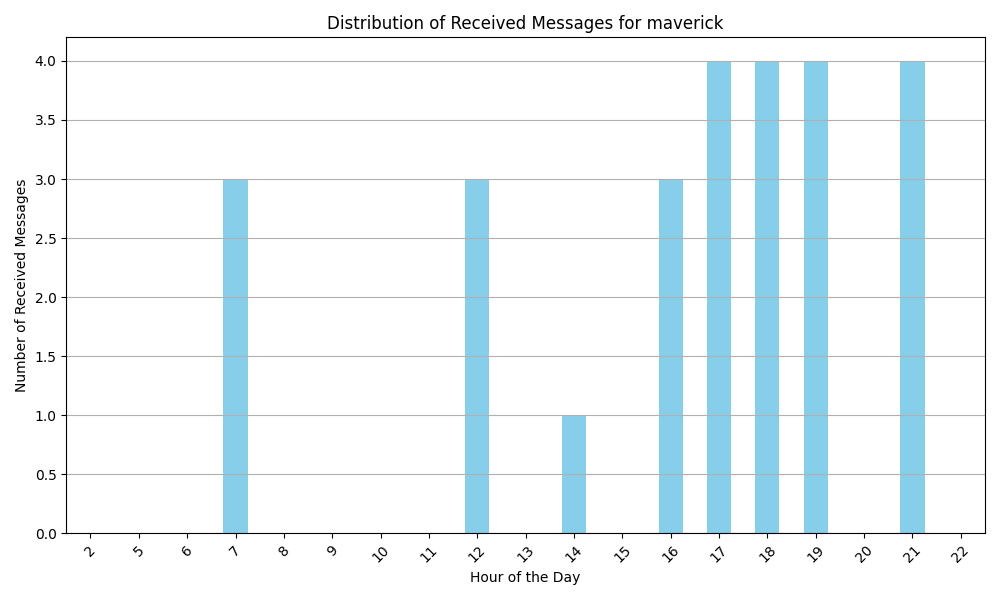 Distribution of Received Messages for maverick
4.0
3.5
3.0
2.5
2.0
1.5
1.0
0.5
0.0
Number of Received Messages
2 5 6 7 8 9 10 11 12 13 14 15 16 17 18 19 20 21 22
Hour of the Day